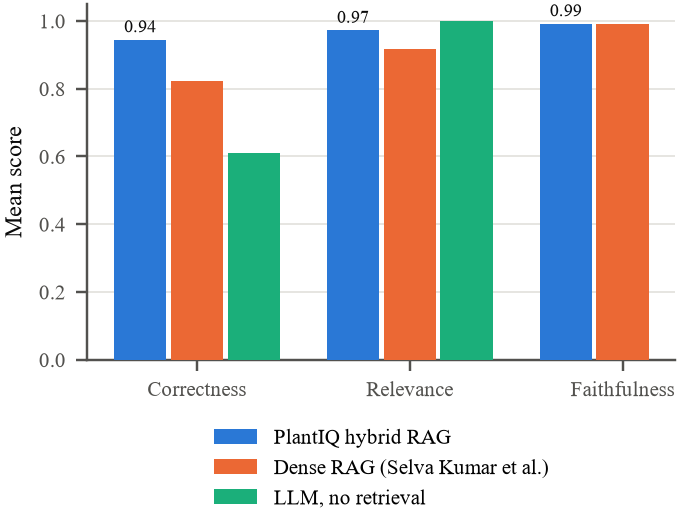 0.94
0.97
0.99
1.0
0.8
0.6
0.4
0.2
0.0
Mean score
Correctness
Relevance
Faithfulness
PlantIQ hybrid RAG
Dense RAG (Selva Kumar et al.)
LLM, no retrieval